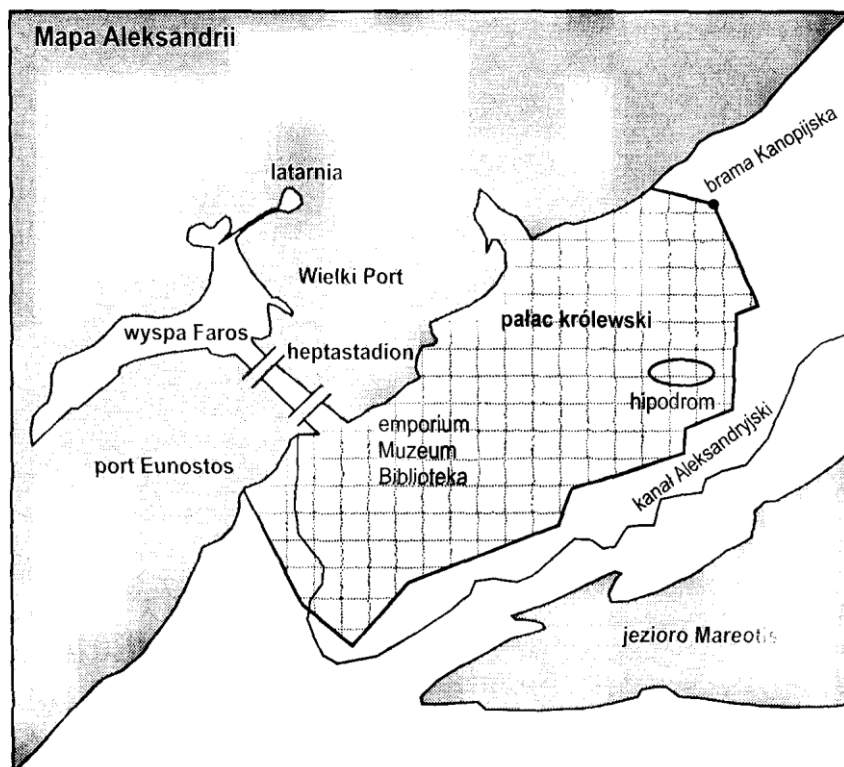 Mapa Aleksandrii
brama Kanopijska
latarnia
Wielki Port
pałac królewski
wyspa Faros
heptastadion
hipodrom
emporium
Muzeum
Biblioteka
port Eunostos
kanał Aleksandryjski
jezioro Mareotis